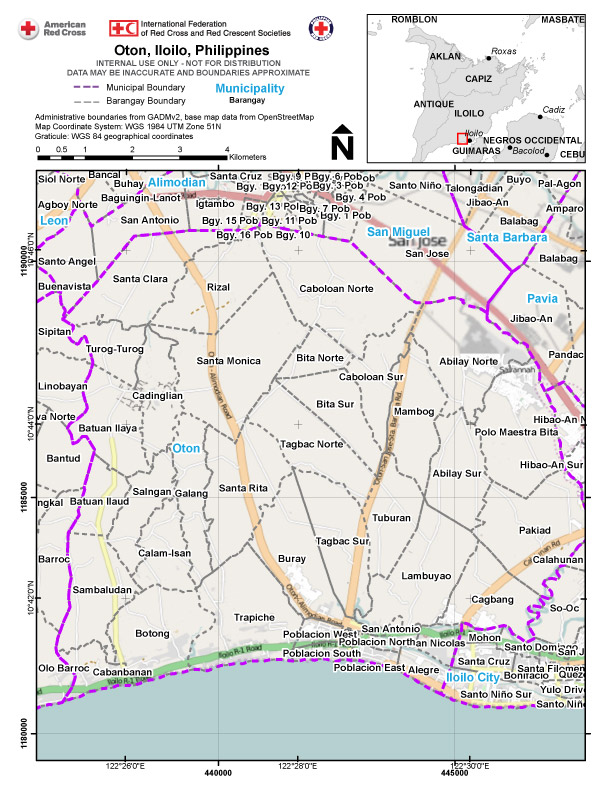 American
Red Cross
International Federation
of Red Cross and Red Crescent Societies
Oton, Iloilo, Philippines
INTERNAL USE ONLY - NOT FOR DISTRIBUTION
DATA MAY BE INACCURATE AND BOUNDARIES APPROXIMATE
Municipal Boundary
Municipality
Barangay Boundary
Barangay
Administrative boundaries from GADMv2, base map data from OpenStreetMap
Map Coordinate System: WGS 1984 UTM Zone 51N
Graticule: WGS 84 geographical coordinates
0 0.5 1 2 3 4
Kilometers
N
ROMBLON
MASBATE
Roxas
AKLAN
CAPIZ
ANTIQUE
ILOILO
Cadiz
Iloilo
NEGROS OCCIDENTAL
GUIMARAS
Bacolod
CEBU
Siol Norte
Bancal
Buhay
Alimodian
Santa Cruz
Bgy. 9 P
Bgy. 6 Pob
ob
Bgy. 12 Po
Bgy. 3 Pob
Santo Niño
Talongadian
Buyo
Pal-Agon
Agboy Norte
Baguingin-Lanot
Road
Igtambo
Bgy. 4 Pob
Jibao-An
Amparo
Bgy. 13 Pob
Bgy. 7 Pob
Bgy. 1 Pob
Leon
San Antonio
Bgy. 15 Pob
Bgy. 11 Pob
Balabag
Bgy. 16 Pob
Bgy. 10
San Miguel
San Jose
Santa Barbara
San Jose
Santo Angel
Balabag
Buenavista
Santa Clara
Rizal
Caboloan Norte
Pavia
Jibao-An
Sipitan
Turog-Turog
Santa Monica
Bita Norte
Abilay Norte
Pandac
Caboloan Sur
Linobayan
Cadinglian
Bita Sur
Mambog
va Norte
Hibao-An N
Batuan Ilaya
Polo Maestra Bita
Oton
Tagbac Norte
Bantud
Hibao-An Sur
Abilay Sur
Salngan
Galang
Santa Rita
ngkal
Batuan Ilaud
Tuburan
Pakiad
Tagbac Sur
Barroc
Calam-Isan
Buray
Calahunan
Lambuyao
Sambaludan
Cagbang
So-Oc
Trapiche
Botong
Poblacion West
San Antonio
Poblacion North
an Nicolas
Mohon
Santo Domingo
San J
Poblacion South
Iloilo R-1 Road
Olo Barroc
Cabanbanan
Poblacion East
Alegre
Santa Cruz
Santa Filomen
Iloilo City
Bonifacio
Quez
Yulo Driv
Santo Niño Sur
Santo Niñ
1190000
10°46'0"N
10°44'0"N
1185000
10°42'0"N
1180000
122°26'0"E
122°28'0"E
122°30'0"E
440000
445000